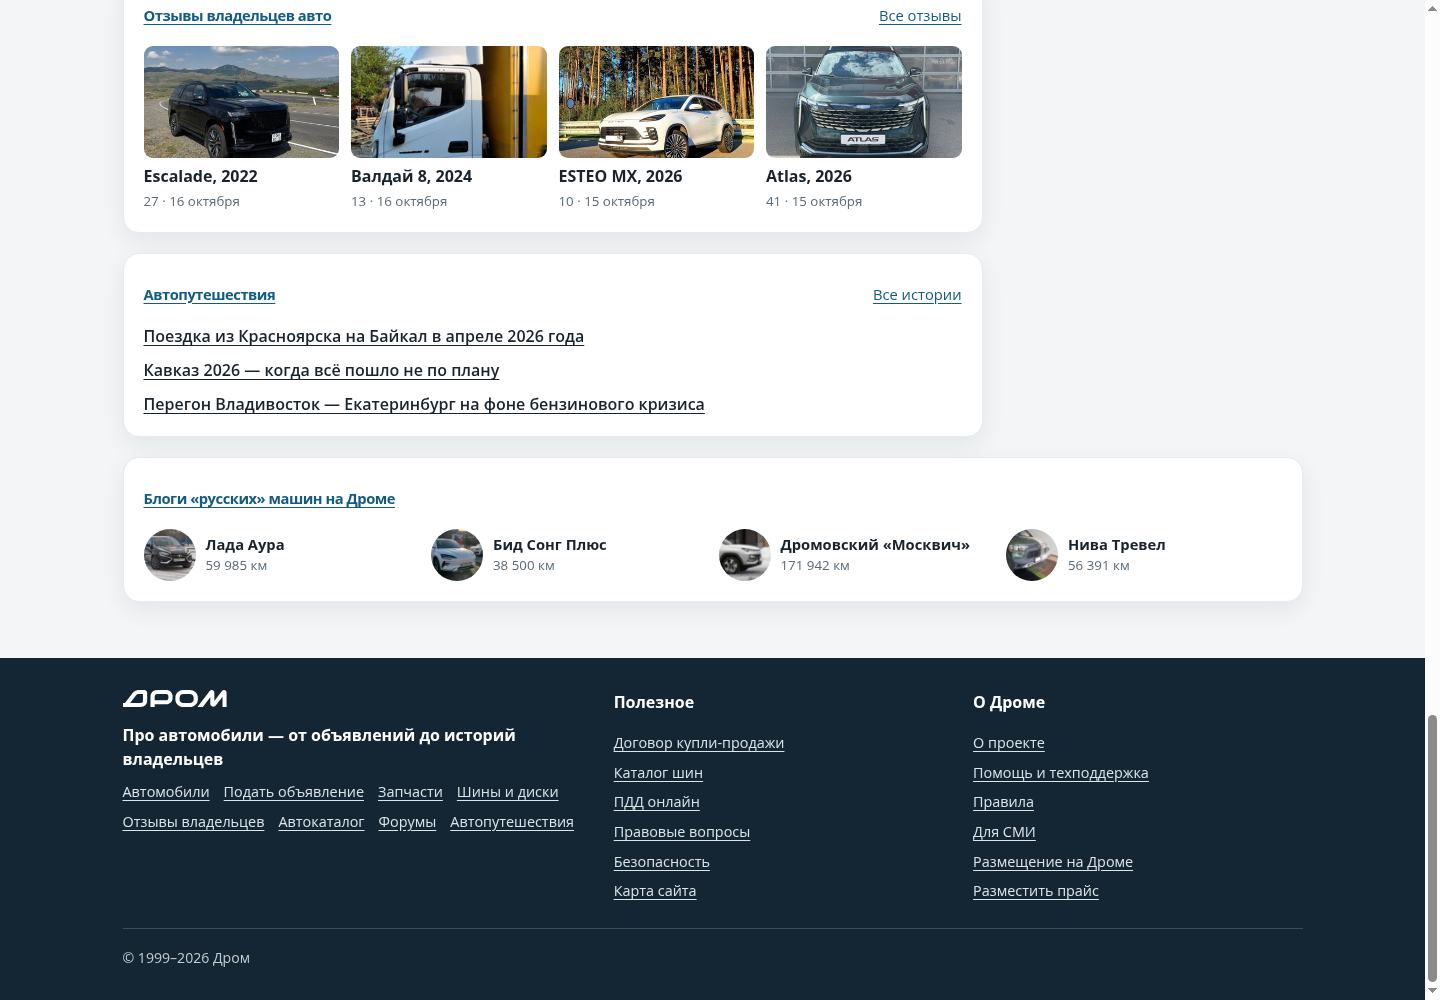 Отзывы владельцев авто
Все отзывы
ATLAS
Escalade, 2022
27 · 16 октября
Валдай 8, 2024
13 · 16 октября
ESTEO MX, 2026
10 · 15 октября
Atlas, 2026
41 · 15 октября
Автопутешествия
Все истории
Поездка из Красноярска на Байкал в апреле 2026 года
Кавказ 2026 — когда всё пошло не по плану
Перегон Владивосток — Екатеринбург на фоне бензинового кризиса
Блоги «русских» машин на Дроме
Лада Аура
59 985 км
Бид Сонг Плюс
38 500 км
Дромовский «Москвич»
171 942 км
Нива Тревел
56 391 км
ДРОМ
Про автомобили — от объявлений до историй
владельцев
Автомобили Подать объявление Запчасти Шины и диски
Отзывы владельцев Автокаталог Форумы Автопутешествия
Полезное
Договор купли-продажи
Каталог шин
ПДД онлайн
Правовые вопросы
Безопасность
Карта сайта
О Дроме
О проекте
Помощь и техподдержка
Правила
Для СМИ
Размещение на Дроме
Разместить прайс
© 1999–2026 Дром